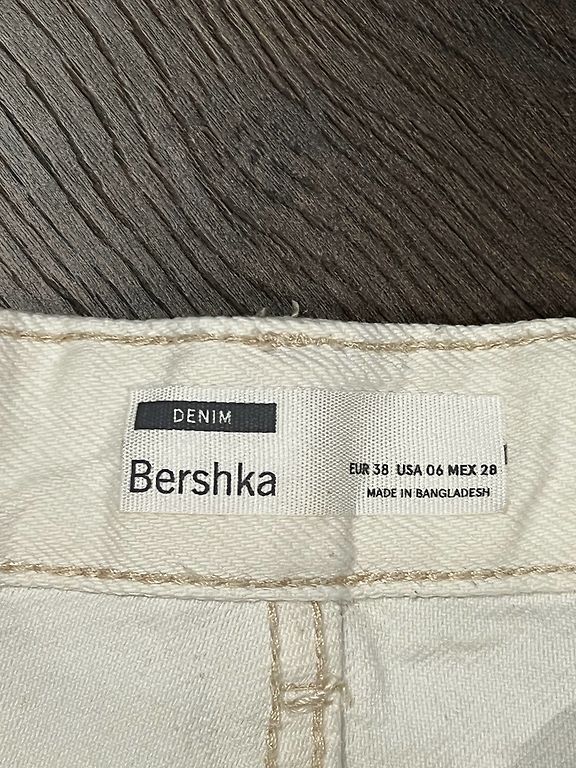 DENIM
Bershka
EUR 38 USA 06 MEX 28
MADE IN BANGLADESH